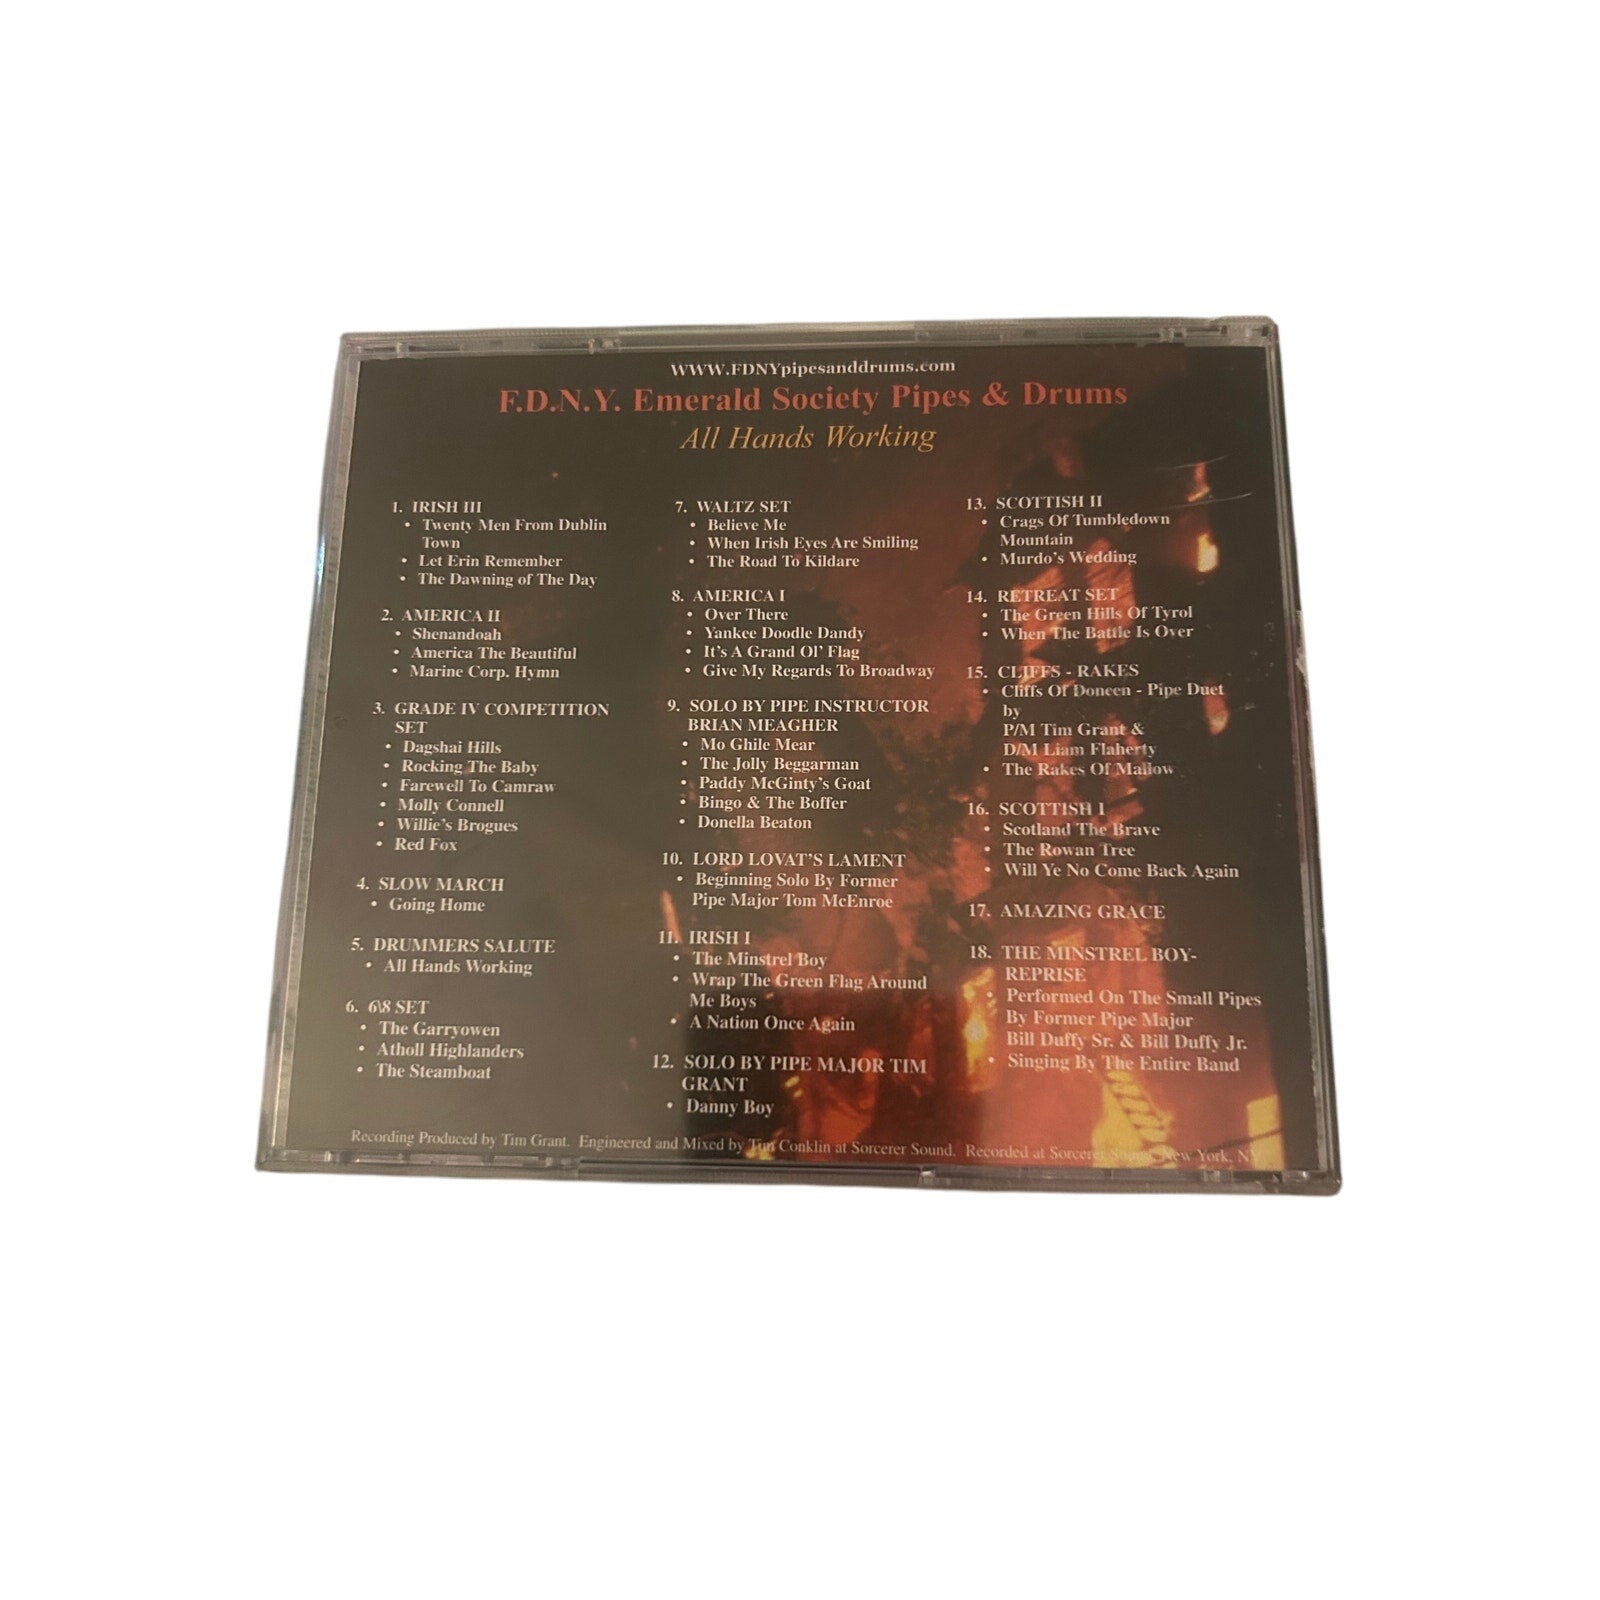 WWW.FDNYpipesanddrums.com
F.D.N.Y. Emerald Society Pipes & Drums
All Hands Working
1. IRISH III
• Twenty Men From Dublin
Town
• Let Erin Remember
• The Dawning of The Day
2. AMERICA II
• Shenandoah
• America The Beautiful
• Marine Corp. Hymn
3. GRADE IV COMPETITION
SET
• Dagshai Hills
• Rocking The Baby
• Farewell To Camraw
• Molly Connell
• Willie's Brogues
• Red Fox
4. SLOW MARCH
• Going Home
5. DRUMMERS SALUTE
• All Hands Working
6. 6\8 SET
• The Garryowen
• Atholl Highlanders
• The Steamboat
7. WALTZ SET
• Believe Me
• When Irish Eyes Are Smiling
• The Road To Kildare
8. AMERICA I
• Over There
• Yankee Doodle Dandy
• It's A Grand Ol' Flag
• Give My Regards To Broadway
9. SOLO BY PIPE INSTRUCTOR
BRIAN MEAGHER
• Mo Ghile Mear
• The Jolly Beggarman
• Paddy McGinty's Goat
• Bingo & The Boffer
• Donella Beaton
10. LORD LOVAT'S LAMENT
• Beginning Solo By Former
Pipe Major Tom McEnroe
11. IRISH I
• The Minstrel Boy
• Wrap The Green Flag Around
Me Boys
• A Nation Once Again
12. SOLO BY PIPE MAJOR TIM
GRANT
• Danny Boy
13. SCOTTISH II
• Crags Of Tumbledown
Mountain
• Murdo's Wedding
14. RETREAT SET
• The Green Hills Of Tyrol
• When The Battle Is Over
15. CLIFFS - RAKES
• Cliffs Of Doneen - Pipe Duet
by
P/M Tim Grant &
D/M Liam Flaherty
• The Rakes Of Mallow
16. SCOTTISH I
• Scotland The Brave
• The Rowan Tree
• Will Ye No Come Back Again
17. AMAZING GRACE
18. THE MINSTREL BOY-
REPRISE
• Performed On The Small Pipes
By Former Pipe Major
Bill Duffy Sr. & Bill Duffy Jr.
• Singing By The Entire Band
Recording Produced by Tim Grant. Engineered and Mixed by Tim Conklin at Sorcerer Sound. Recorded at Sorcerer Sound, New York, NY